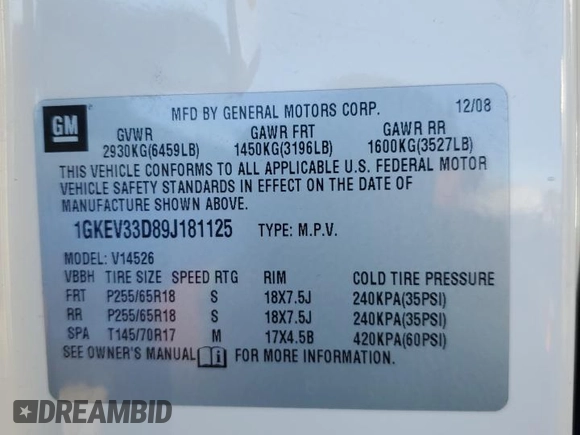 GM
MFD BY GENERAL MOTORS CORP. 12/08
GVWR GAWR FRT GAWR RR
2930KG(6459LB) 1450KG(3196LB) 1600KG(3527LB)
THIS VEHICLE CONFORMS TO ALL APPLICABLE U.S. FEDERAL MOTOR
VEHICLE SAFETY STANDARDS IN EFFECT ON THE DATE OF
MANUFACTURE SHOWN ABOVE.
1GKEV33D89J181125 TYPE: M.P.V.
MODEL: V14526
VBBH TIRE SIZE SPEED RTG RIM COLD TIRE PRESSURE
FRT P255/65R18 S 18X7.5J 240KPA(35PSI)
RR P255/65R18 S 18X7.5J 240KPA(35PSI)
SPA T145/70R17 M 17X4.5B 420KPA(60PSI)
SEE OWNER'S MANUAL FOR MORE INFORMATION.
DREAMBID